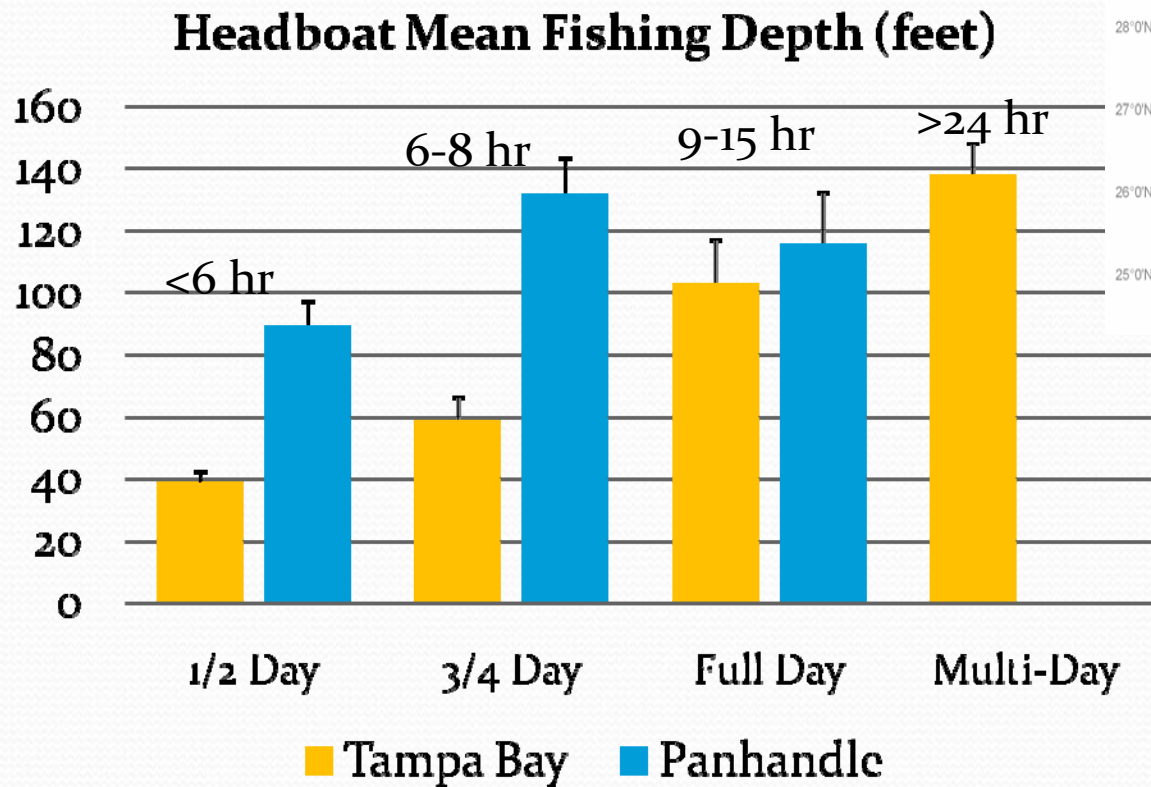 Headboat Mean Fishing Depth (feet)
28°0'N
160
27°0'N
>24 hr
9-15 hr
6-8 hr
140
26°0'N
120
<6 hr
25°0'N
100
80
60
40
20
0
1/2 Day 3/4 Day Full Day Multi-Day
Tampa Bay Panhandle